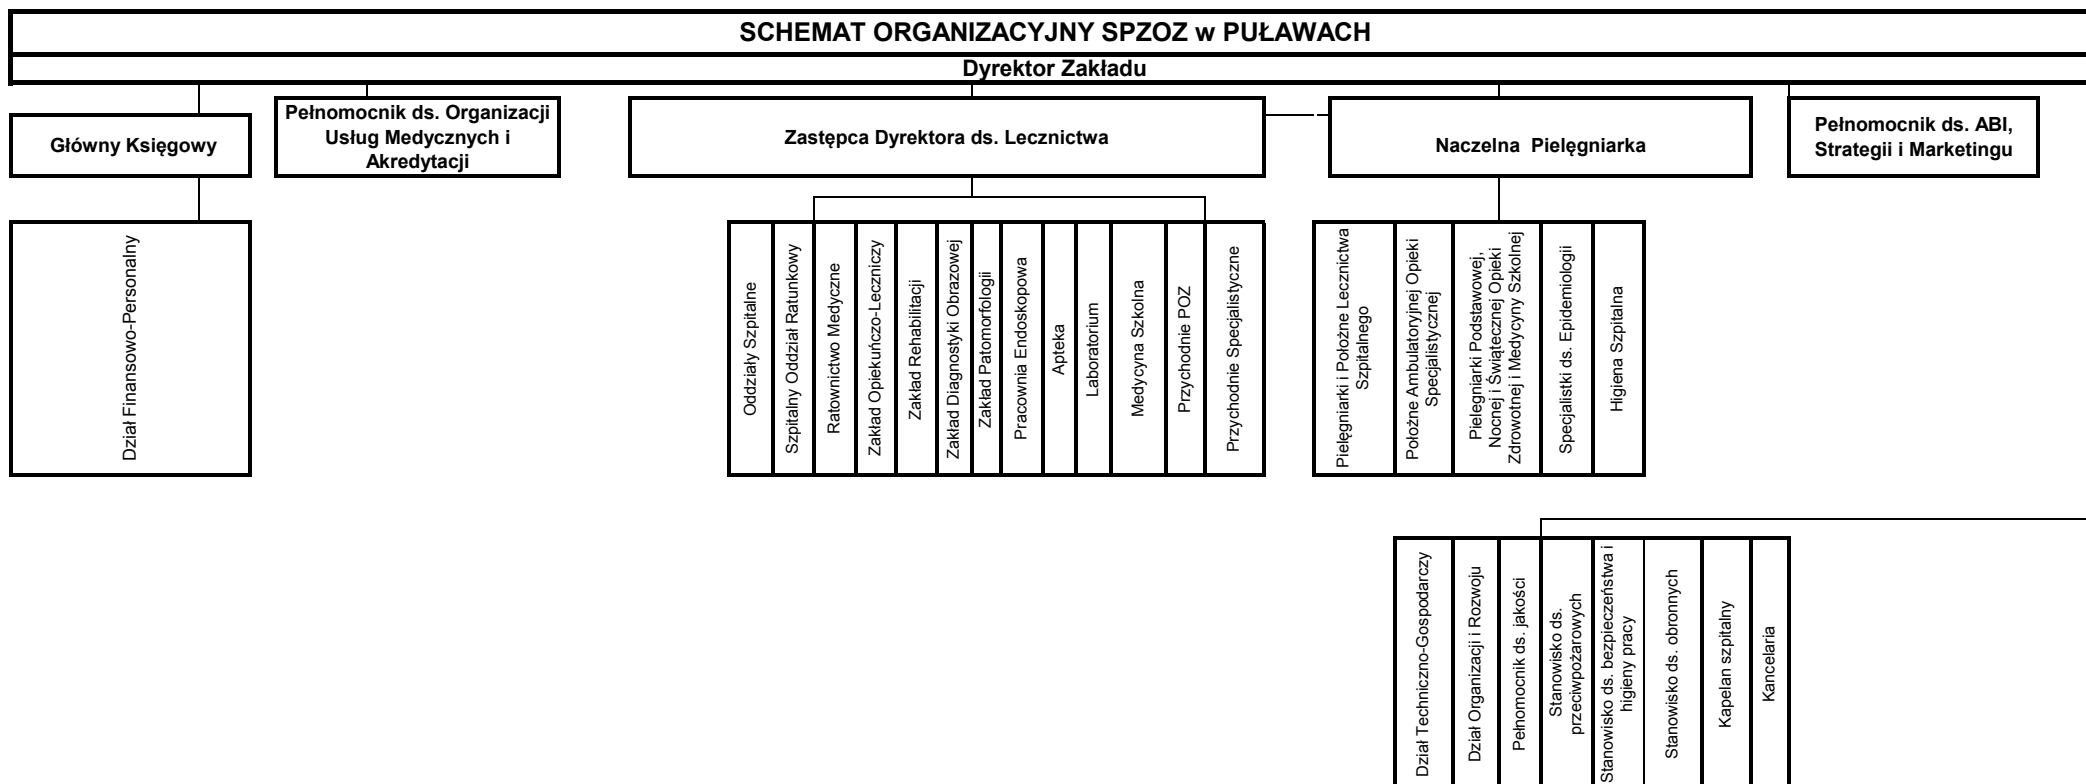 SCHEMAT ORGANIZACYJNY SPZOZ w PUŁAWACH
Dyrektor Zakładu
Główny Księgowy
Pełnomocnik ds. Organizacji
Usług Medycznych i
Akredytacji
Zastępca Dyrektora ds. Lecznictwa
Naczelna Pielęgniarka
Pełnomocnik ds. ABI,
Strategii i Marketingu
Dział Finansowo-Personalny
Oddziały Szpitalne
Szpitalny Oddział Ratunkowy
Ratownictwo Medyczne
Zakład Opiekuńczo-Leczniczy
Zakład Rehabilitacji
Zakład Diagnostyki Obrazowej
Zakład Patomorfologii
Pracownia Endoskopowa
Apteka
Laboratorium
Medycyna Szkolna
Przychodnie POZ
Przychodnie Specjalistyczne
Pielęgniarki i Położne Lecznictwa
Szpitalnego
Położne Ambulatoryjnej Opieki
Specjalistycznej
Pielegniarki Podstawowej,
Nocnej i Świątecznej Opieki
Zdrowotnej i Medycyny Szkolnej
Specjalistki ds. Epidemiologii
Higiena Szpitalna
Dział Techniczno-Gospodarczy
Dział Organizacji i Rozwoju
Pełnomocnik ds. jakości
Stanowisko ds.
przeciwpożarowych
Stanowisko ds. bezpieczeństwa i
higieny pracy
Stanowisko ds. obronnych
Kapelan szpitalny
Kancelaria